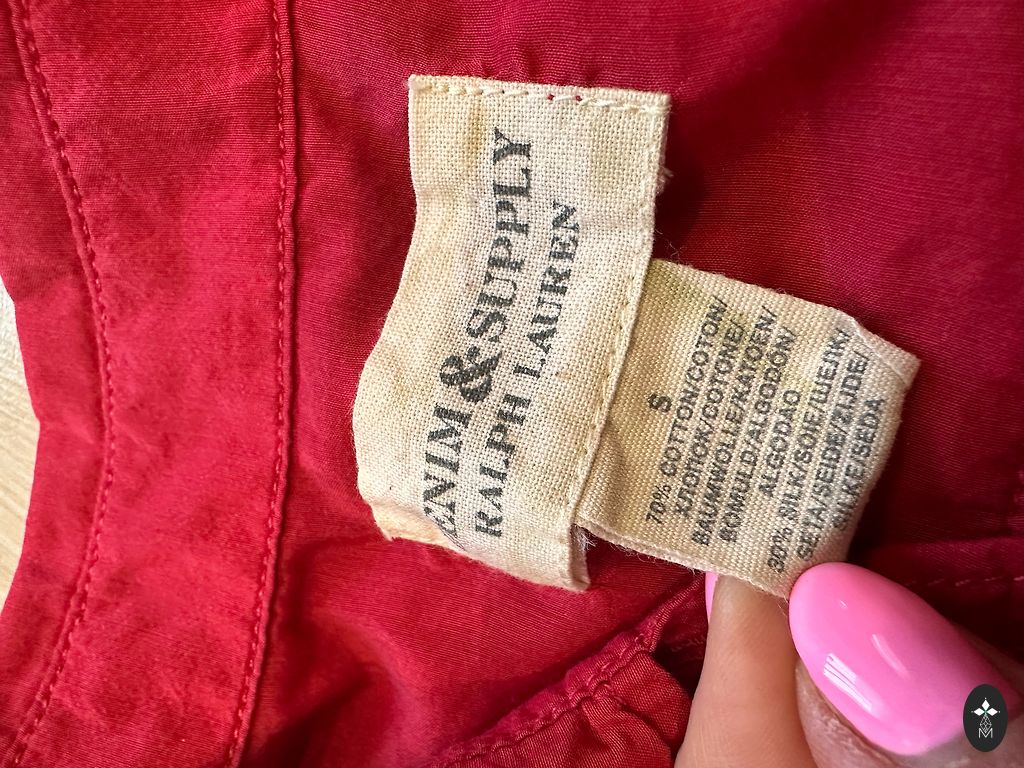 ENIM & SUPPLY
RALPH LAUREN
S
70% COTTON/COTON/
ХЛОПОК/COTONE/
BAUMWOLLE/KATOEN/
BOMULD/ALGODON/
ALGODAO
30% SILK/SOIE/ШЕЛК/
SETA/SEIDE/ZIJDE/
SILKE/SEDA
M